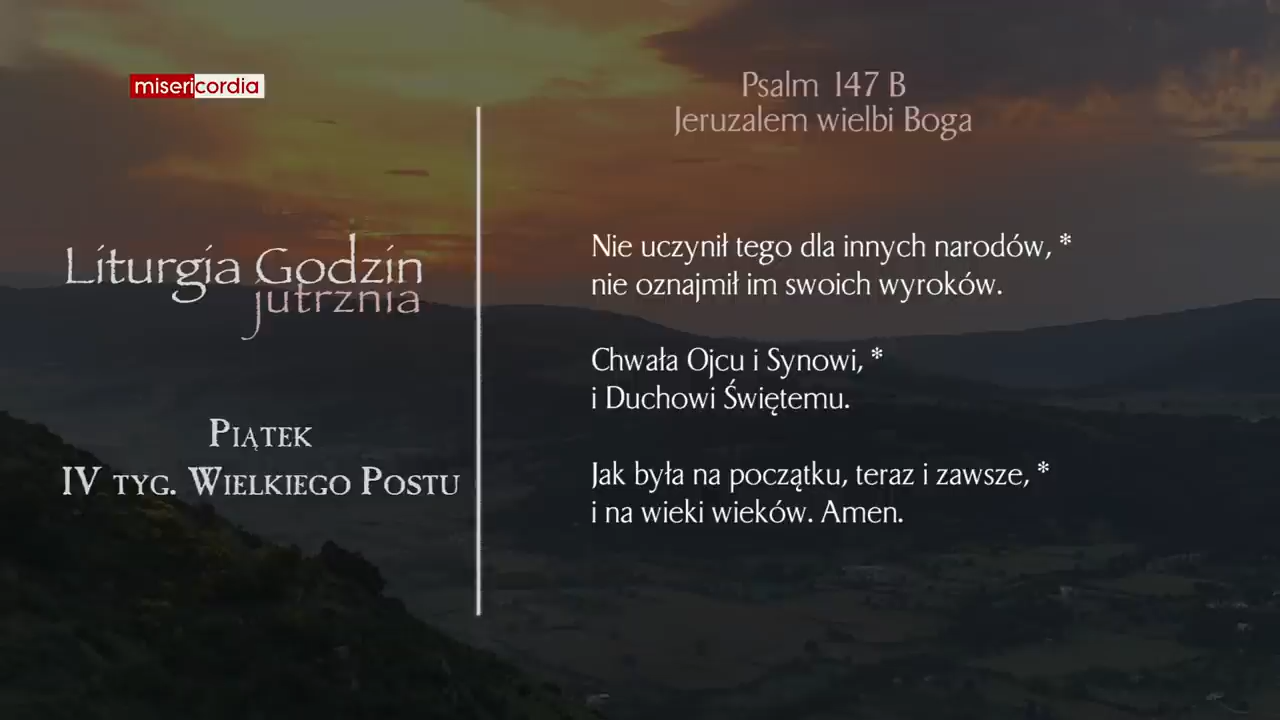 misericordia
Liturgia Godzin
jutrznia
Piątek
IV tyg. Wielkiego Postu
Psalm 147 B
Jeruzalem wielbi Boga
Nie uczynił tego dla innych narodów, *
nie oznajmił im swoich wyroków.
Chwała Ojcu i Synowi, *
i Duchowi Świętemu.
Jak była na początku, teraz i zawsze, *
i na wieki wieków. Amen.